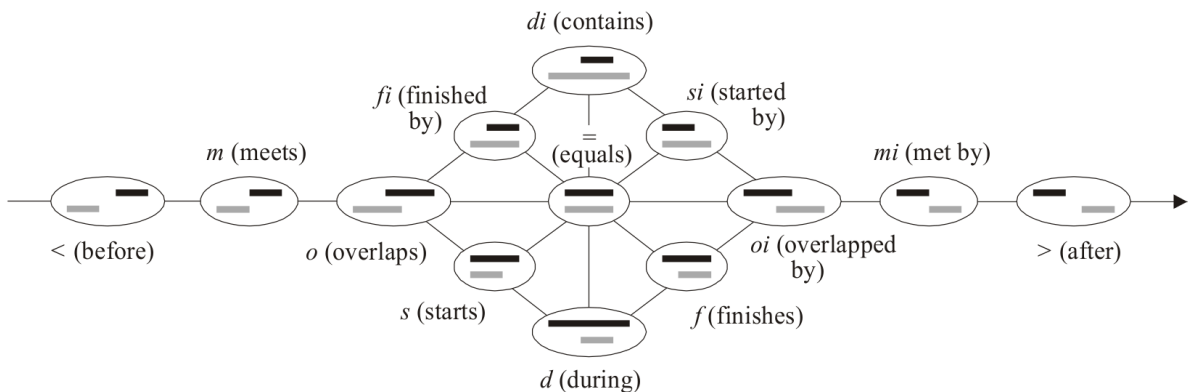 di (contains)
fi (finished
by)
si (started
by)
=
(equals)
m (meets)
mi (met by)
< (before)
o (overlaps)
oi (overlapped
by)
> (after)
s (starts)
f (finishes)
d (during)